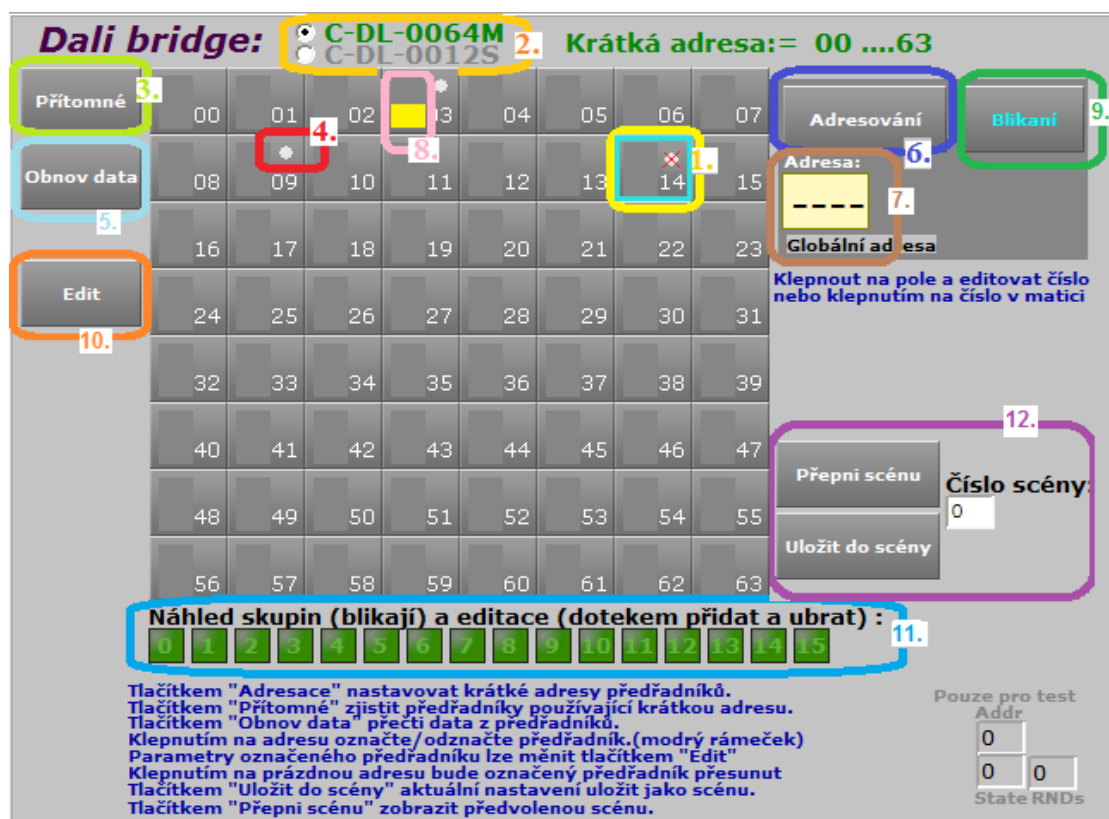 Dali bridge:
C-DL-0064M
C-DL-0012S
2.
Krátká adresa:= 00 ....63
Přítomné
3.
00 01 02 03 04 05 06 07
4.
8.
Adresování
6.
Blikaní
9.
Obnov data
5.
08 09 10 11 12 13 14 15
1.
Adresa:
----
7.
Globální adresa
16 17 18 19 20 21 22 23
Klepnout na pole a editovat číslo
nebo klepnutím na číslo v matici
Edit
10.
24 25 26 27 28 29 30 31
32 33 34 35 36 37 38 39
40 41 42 43 44 45 46 47
12.
Přepni scénu
Číslo scény:
0
48 49 50 51 52 53 54 55
Uložit do scény
56 57 58 59 60 61 62 63
Náhled skupin (blikají) a editace (dotekem přidat a ubrat) :
11.
0 1 2 3 4 5 6 7 8 9 10 11 12 13 14 15
Tlačítkem "Adresace" nastavovat krátké adresy předřadníků.
Tlačítkem "Přítomné" zjistit předřadníky používající krátkou adresu.
Tlačítkem "Obnov data" přečti data z předřadníků.
Klepnutím na adresu označte/odznačte předřadník.(modrý rámeček)
Parametry označeného předřadníku lze měnit tlačítkem "Edit"
Klepnutím na prázdnou adresu bude označený předřadník přesunut
Tlačítkem "Uložit do scény" aktuální nastavení uložit jako scénu.
Tlačítkem "Přepni scénu" zobrazit předvolenou scénu.
Pouze pro test
Addr
0
0 0
State RNDs